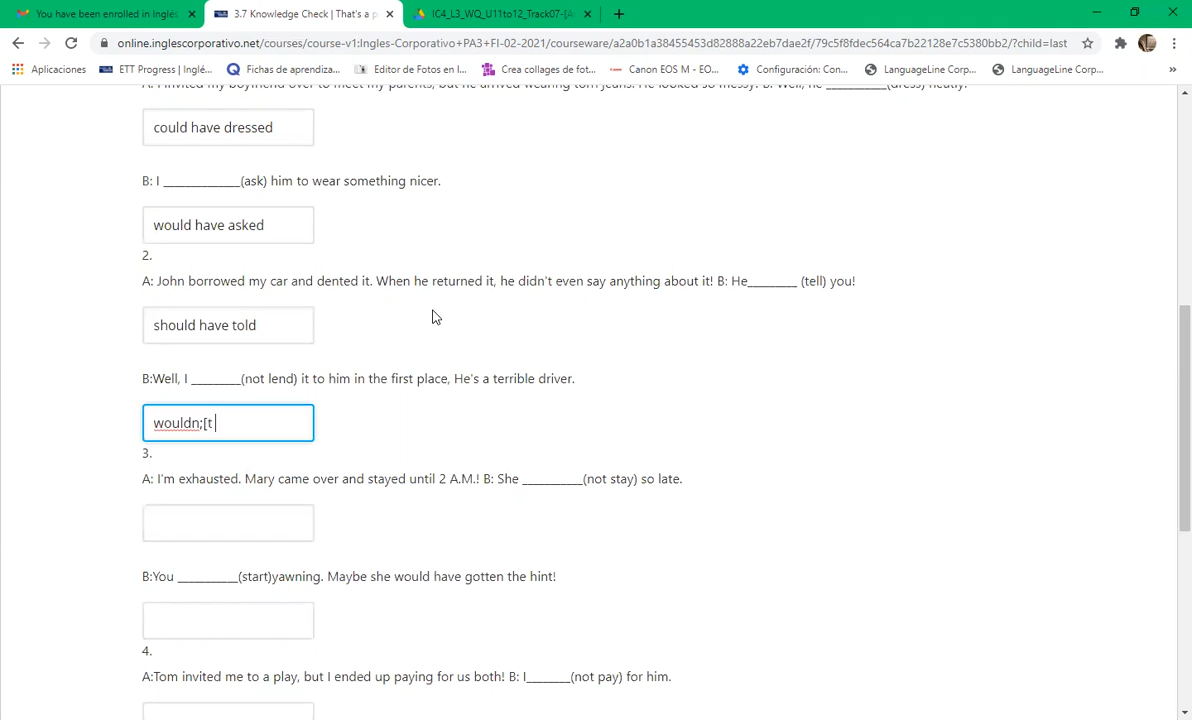 You have been enrolled in Inglés
3.7 Knowledge Check | That's a p
IC4_L3_WQ_U11to12_Track07-[A
online.inglescorporativo.net/courses/course-v1:Ingles-Corporativo+PA3+FI-02-2021/courseware/a2a0b1a38455453d82888a22eb7dae2f/79c5f8fdec564ca7b22128e7c5380bb2/?child=last
Aplicaciones
ETT Progress | Inglé...
Fichas de aprendiza...
Editor de Fotos en l...
Crea collages de fot...
Canon EOS M - EO...
Configuración: Con...
LanguageLine Corp...
LanguageLine Corp...
A: I invited my boyfriend over to meet my parents, but he arrived wearing torn jeans. He looked so messy! B: Well, he ___________(dress) neatly.
could have dressed
B: I ______________(ask) him to wear something nicer.
would have asked
2.
A: John borrowed my car and dented it. When he returned it, he didn't even say anything about it! B: He_________ (tell) you!
should have told
B:Well, I _________(not lend) it to him in the first place, He's a terrible driver.
wouldn;[t
3.
A: I'm exhausted. Mary came over and stayed until 2 A.M.! B: She ___________(not stay) so late.
B:You ___________(start)yawning. Maybe she would have gotten the hint!
4.
A:Tom invited me to a play, but I ended up paying for us both! B: I________(not pay) for him.